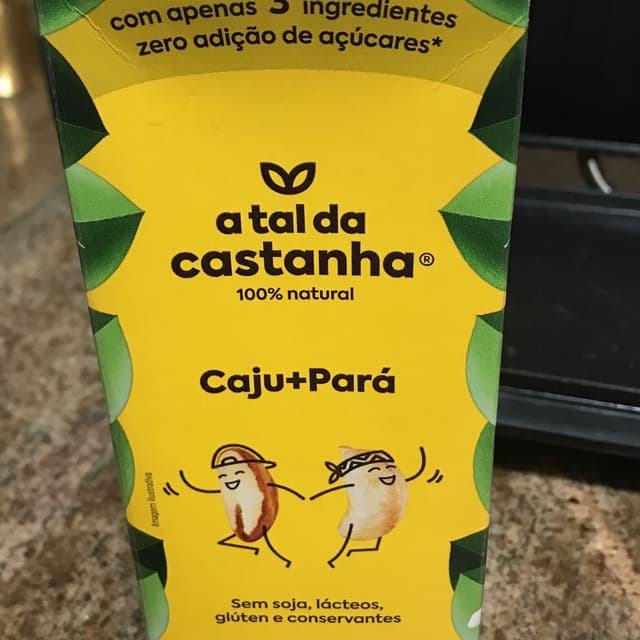 com apenas 3 ingredientes
zero adição de açúcares*
a tal da
castanha®
100% natural
Caju+Pará
Imagem ilustrativa
Sem soja, lácteos,
glúten e conservantes